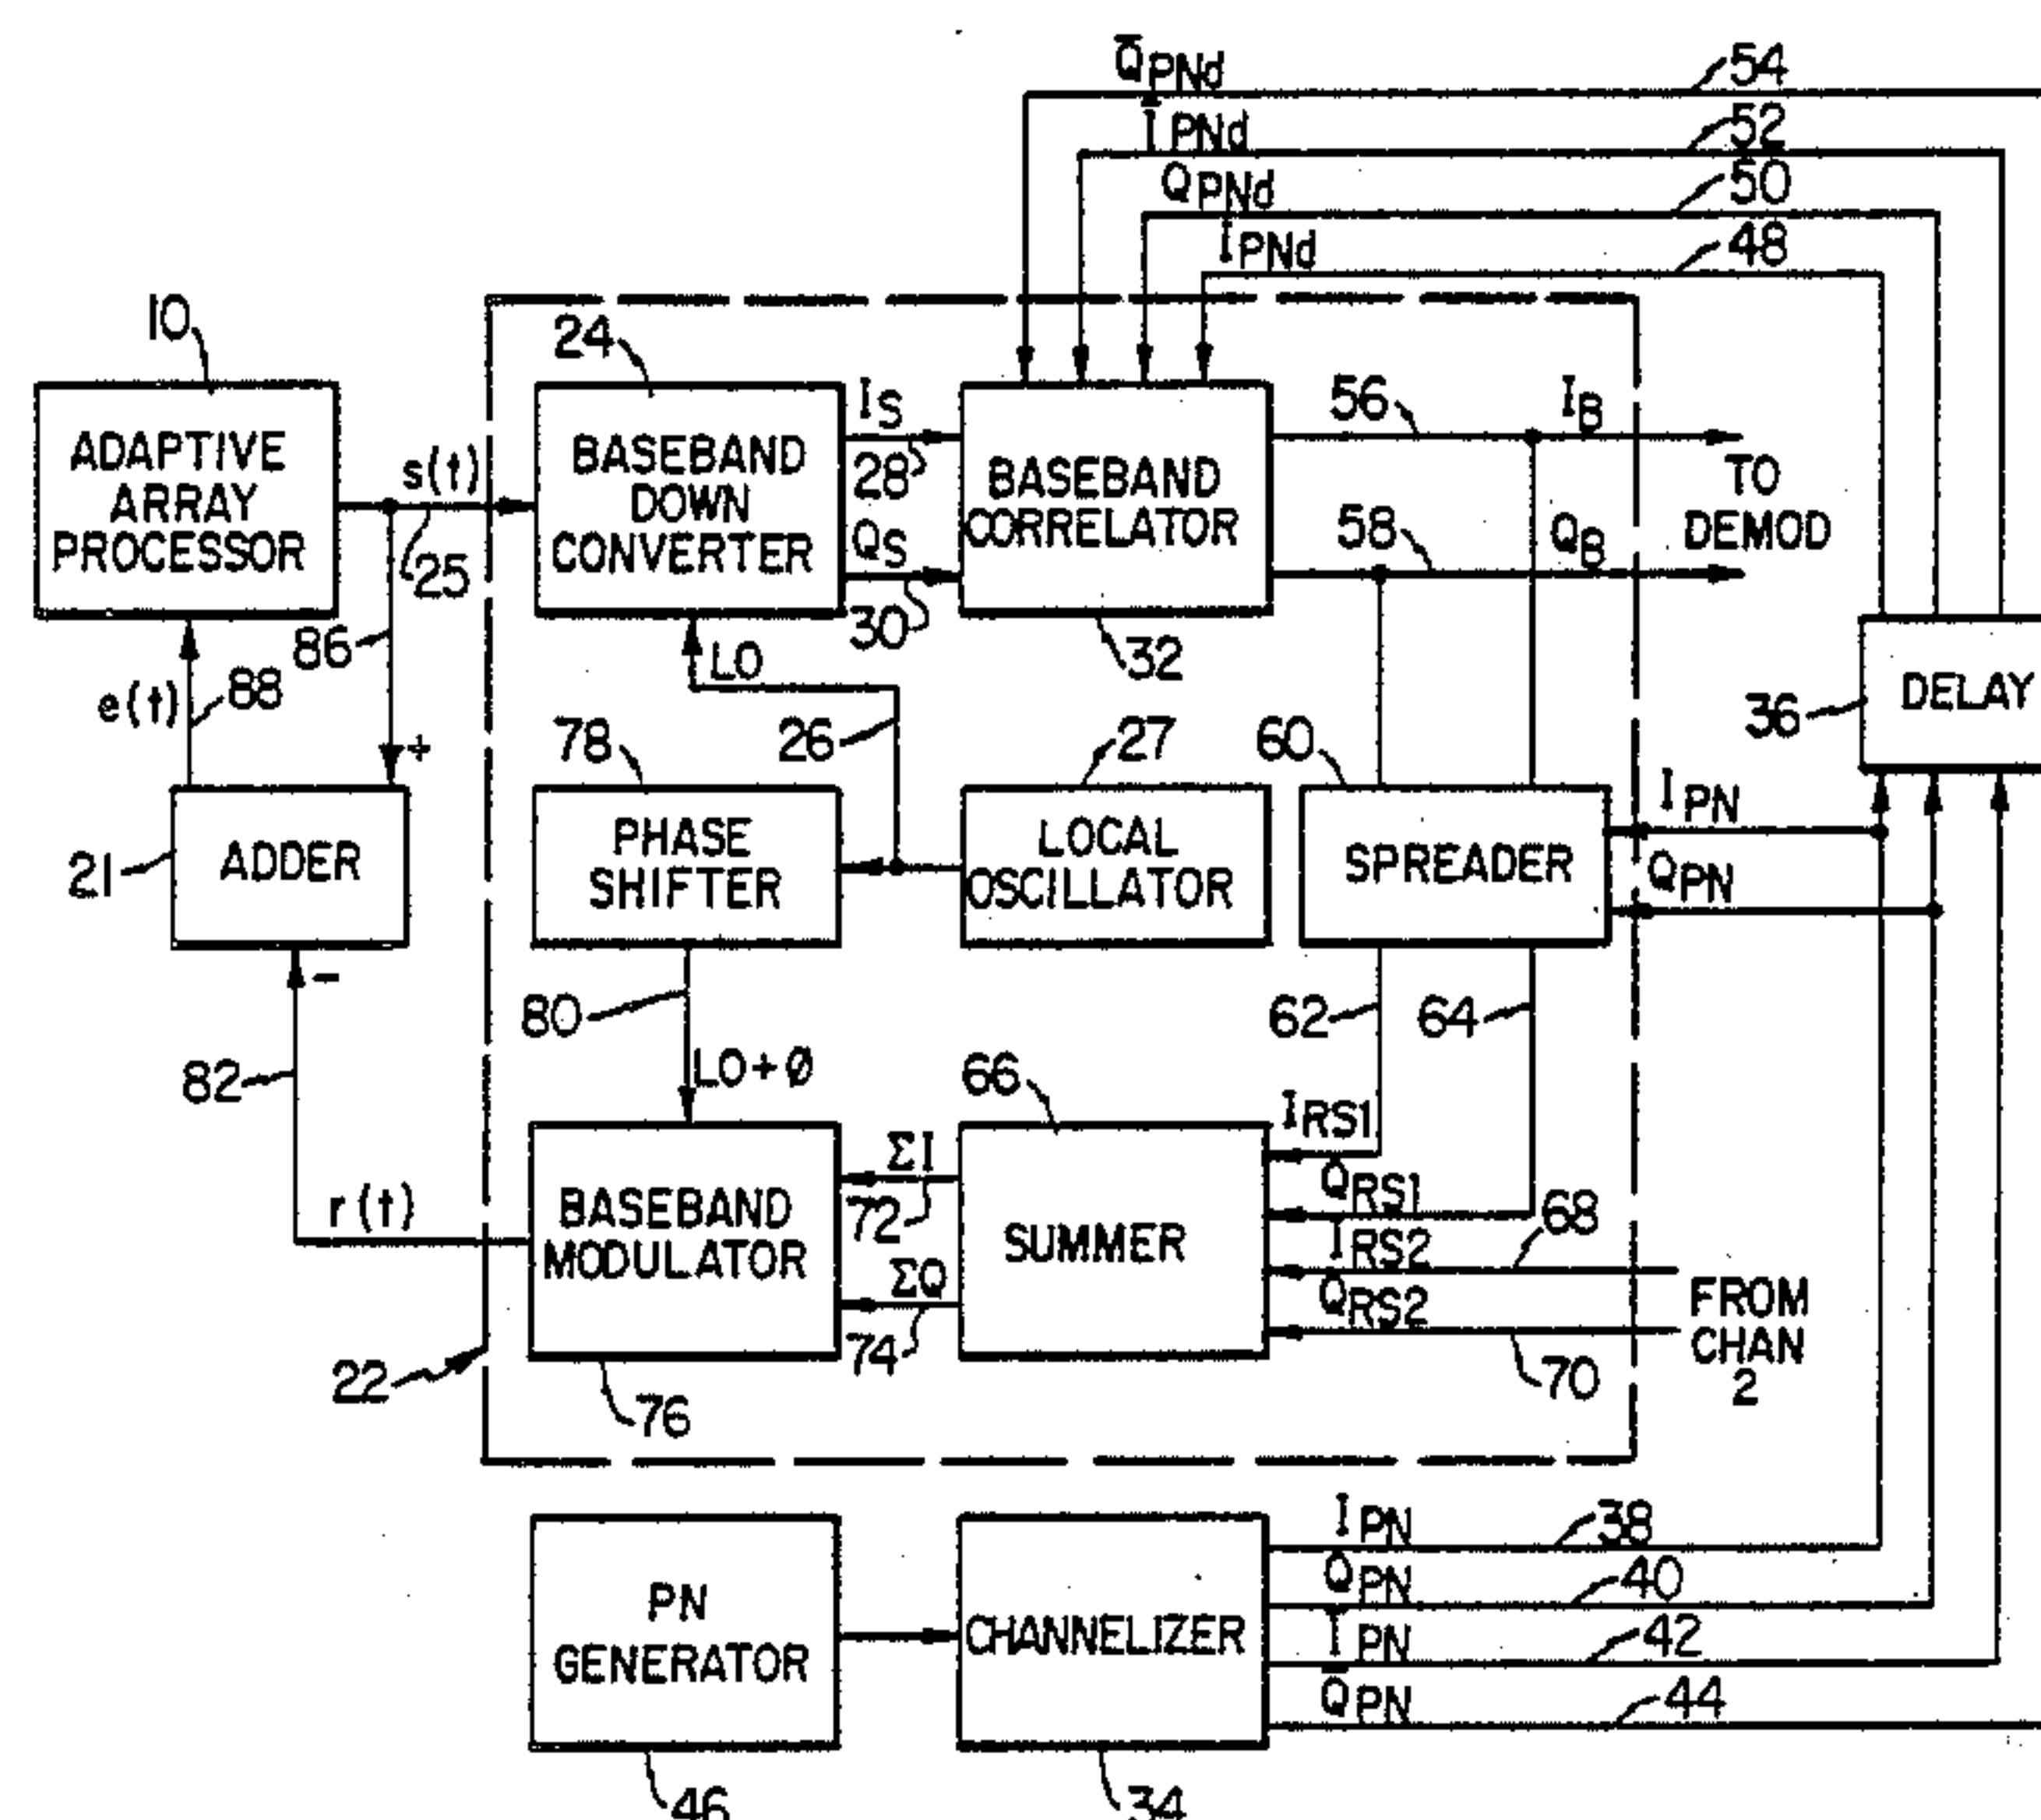 Q̅PNd
54
I̅PNd
52
QPNd
50
IPNd
48
10
24
ADAPTIVE
ARRAY
PROCESSOR
s(t)
25
BASEBAND
DOWN
CONVERTER
IS
28
QS
30
BASEBAND
CORRELATOR
32
56
IB
58
QB
TO
DEMOD
86
e(t)
88
LO
26
36
DELAY
+
78
27
60
21
ADDER
PHASE
SHIFTER
LOCAL
OSCILLATOR
SPREADER
IPN
QPN
-
80
62
64
82
LO+Ø
66
IRS1
QRS1
IRS2
68
QRS2
70
r(t)
BASEBAND
MODULATOR
ΣI
72
ΣQ
74
SUMMER
FROM
CHAN
2
22
76
PN
GENERATOR
CHANNELIZER
IPN
38
QPN
40
I̅PN
42
Q̅PN
44
46
34